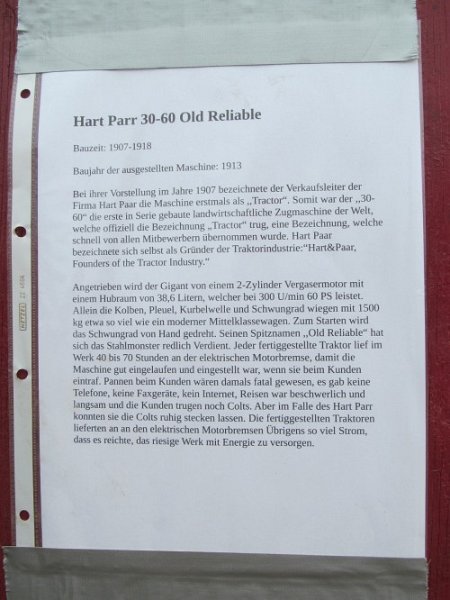 Hart Parr 30-60 Old Reliable
Bauzeit: 1907-1918
Baujahr der ausgestellten Maschine: 1913
Bei ihrer Vorstellung im Jahre 1907 bezeichnete der Verkaufsleiter der
Firma Hart Paar die Maschine erstmals als ,,Tractor“. Somit war der ,,30-
60“ die erste in Serie gebaute landwirtschaftliche Zugmaschine der Welt,
welche offiziell die Bezeichnung ,,Tractor“ trug, eine Bezeichnung, welche
schnell von allen Mitbewerbern übernommen wurde. Hart Paar
bezeichnete sich selbst als Gründer der Traktorindustrie:“Hart&Paar,
Founders of the Tractor Industry.“
Angetrieben wird der Gigant von einem 2-Zylinder Vergasermotor mit
einem Hubraum von 38,6 Litern, welcher bei 300 U/min 60 PS leistet.
Allein die Kolben, Pleuel, Kurbelwelle und Schwungrad wiegen mit 1500
kg etwa so viel wie ein moderner Mittelklassewagen. Zum Starten wird
das Schwungrad von Hand gedreht. Seinen Spitznamen ,,Old Reliable“ hat
sich das Stahlmonster redlich Verdient. Jeder fertiggestellte Traktor lief im
Werk 40 bis 70 Stunden an der elektrischen Motorbremse, damit die
Maschine gut eingelaufen und eingestellt war, wenn sie beim Kunden
eintraf. Pannen beim Kunden wären damals fatal gewesen, es gab keine
Telefone, keine Faxgeräte, kein Internet, Reisen war beschwerlich und
langsam und die Kunden trugen noch Colts. Aber im Falle des Hart Parr
konnten sie die Colts ruhig stecken lassen. Die fertiggestellten Traktoren
lieferten an an den elektrischen Motorbremsen Übrigens so viel Strom,
dass es reichte, das riesige Werk mit Energie zu versorgen.